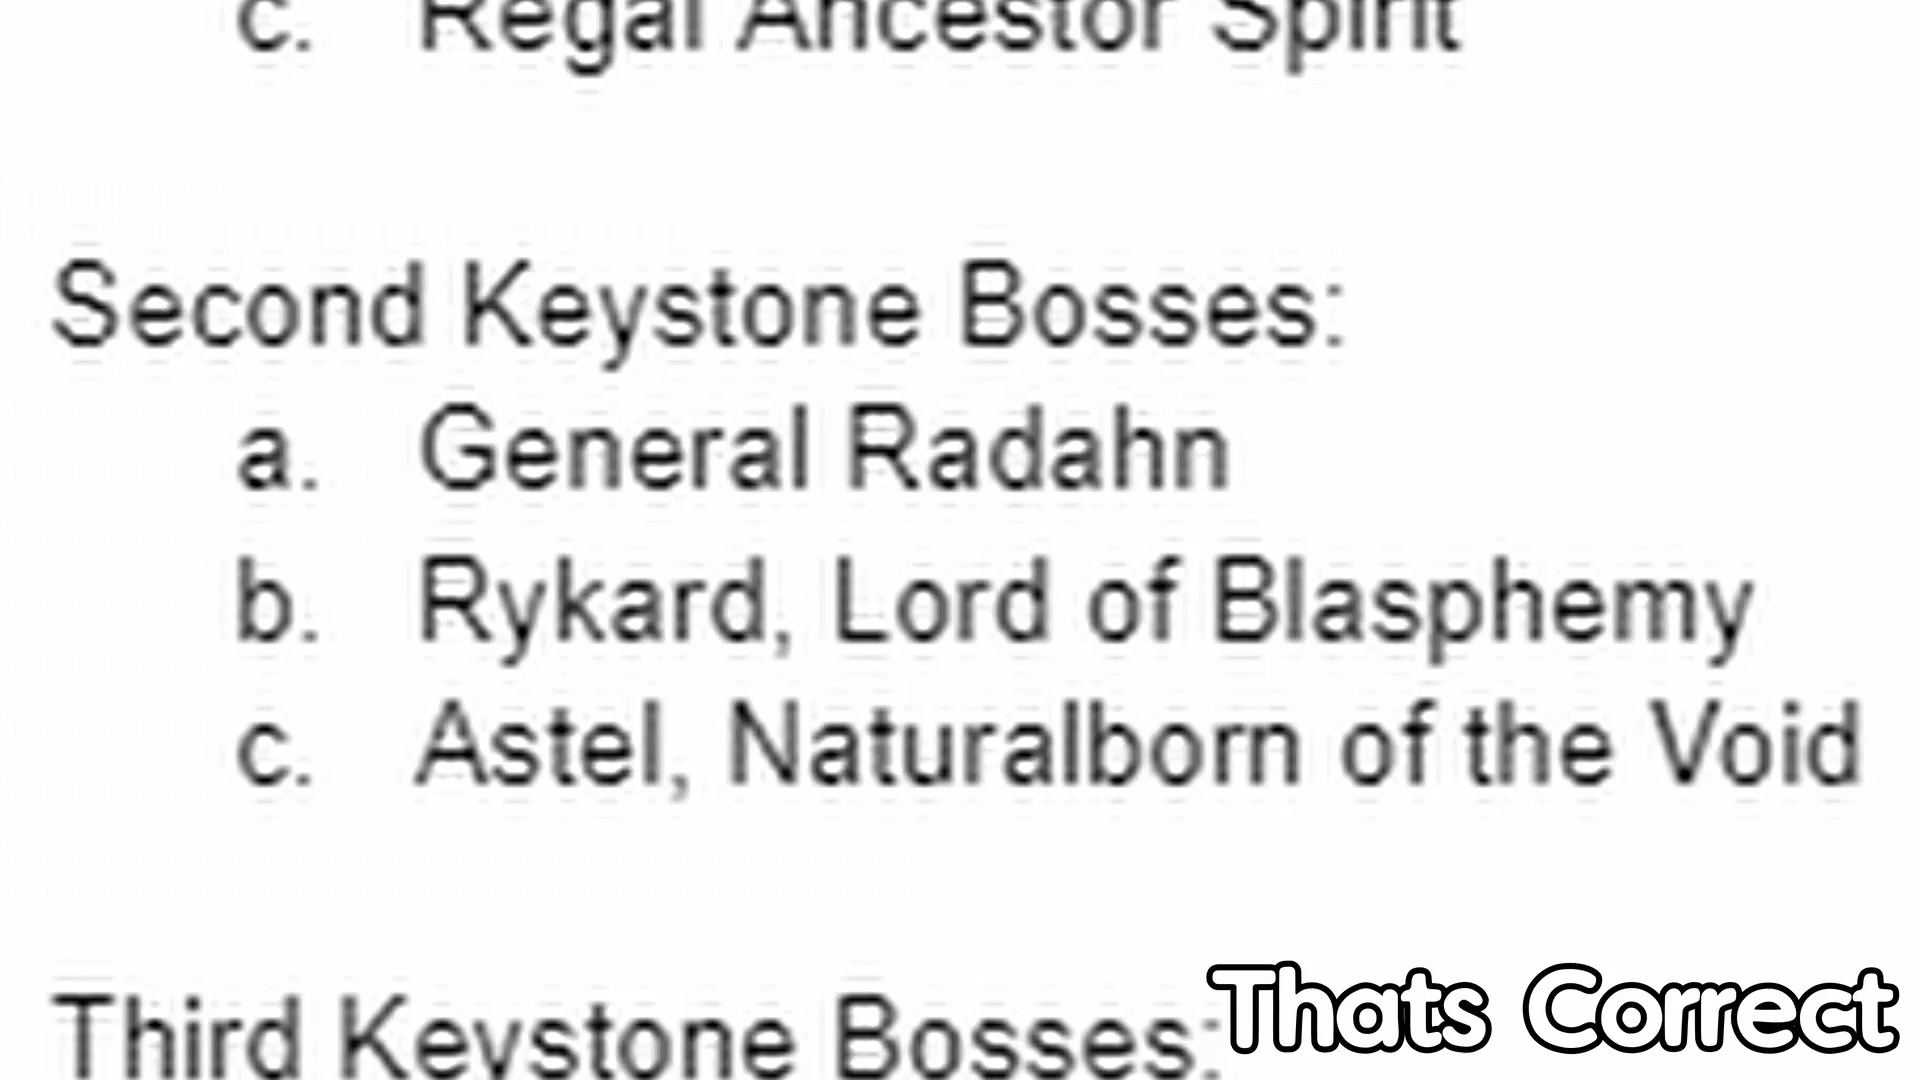 c. Regal Ancestor Spirit
Second Keystone Bosses:
a. General Radahn
b. Rykard, Lord of Blasphemy
c. Astel, Naturalborn of the Void
Third Keystone Bosses:
Thats Correct